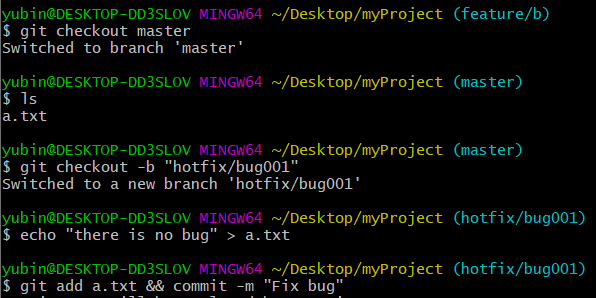 yubin@DESKTOP-DD3SLOV MINGW64 ~/Desktop/myProject (feature/b)
$ git checkout master
Switched to branch 'master'
yubin@DESKTOP-DD3SLOV MINGW64 ~/Desktop/myProject (master)
$ ls
a.txt
yubin@DESKTOP-DD3SLOV MINGW64 ~/Desktop/myProject (master)
$ git checkout -b "hotfix/bug001"
Switched to a new branch 'hotfix/bug001'
yubin@DESKTOP-DD3SLOV MINGW64 ~/Desktop/myProject (hotfix/bug001)
$ echo "there is no bug" > a.txt
yubin@DESKTOP-DD3SLOV MINGW64 ~/Desktop/myProject (hotfix/bug001)
$ git add a.txt && commit -m "Fix bug"